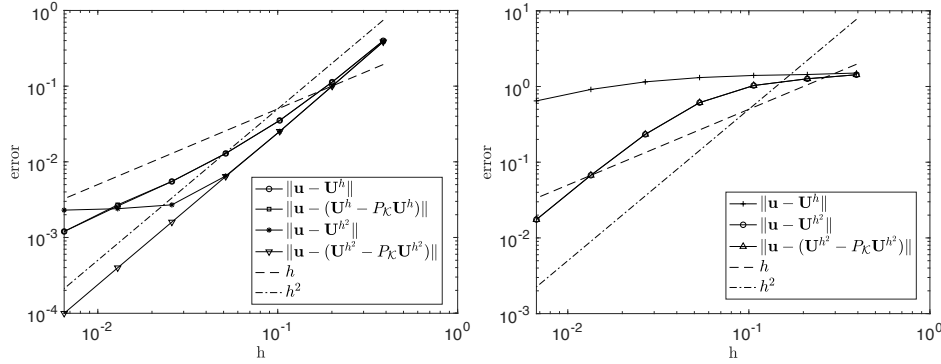 10^0
10^-1
10^-2
10^-3
10^-4
error
10^-2
10^-1
10^0
h
‖u − U^h‖
‖u − (U^h − P_𝒦U^h)‖
‖u − U^{h^2}‖
‖u − (U^{h^2} − P_𝒦U^{h^2})‖
h
h^2
10^1
10^0
10^-1
10^-2
10^-3
error
10^-2
10^-1
10^0
h
‖u − U^h‖
‖u − U^{h^2}‖
‖u − (U^{h^2} − P_𝒦U^{h^2})‖
h
h^2